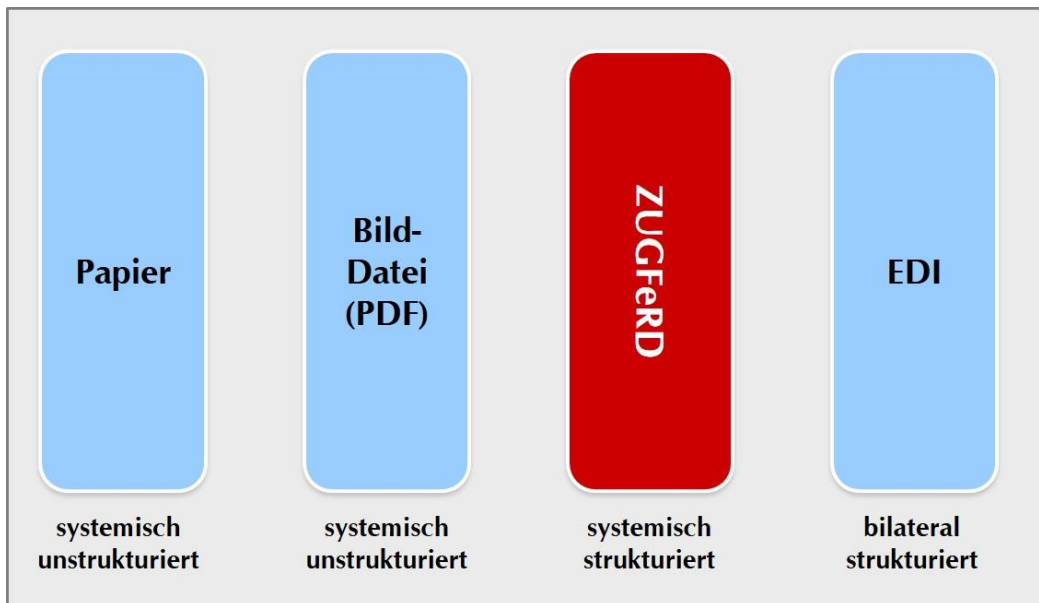 Papier
systemisch
unstrukturiert
Bild-
Datei
(PDF)
systemisch
unstrukturiert
ZUGFeRD
systemisch
strukturiert
EDI
bilateral
strukturiert